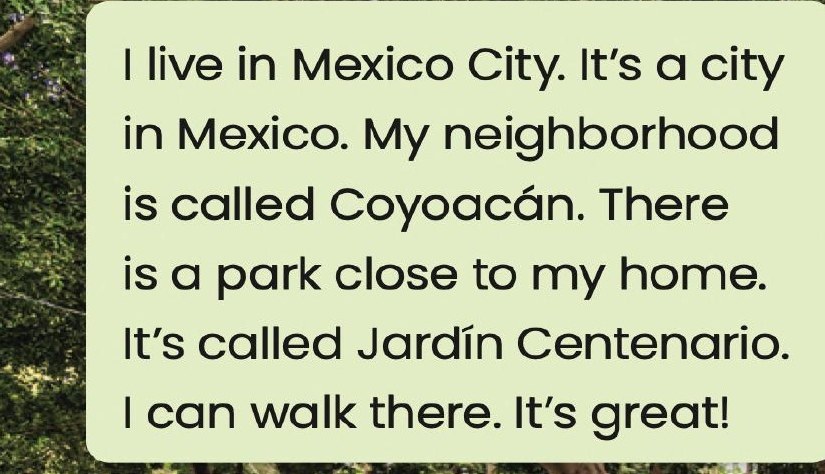 I live in Mexico City. It’s a city
in Mexico. My neighborhood
is called Coyoacán. There
is a park close to my home.
It’s called Jardín Centenario.
I can walk there. It’s great!